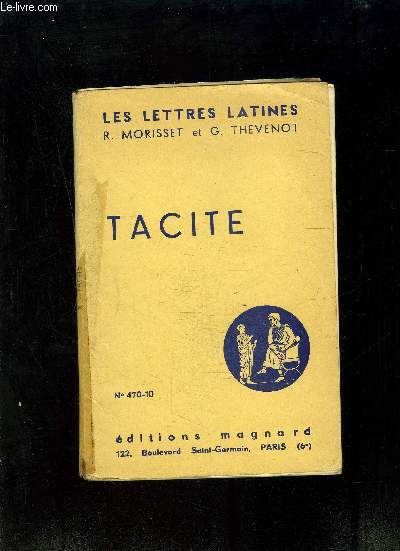 Le-livre.com
LES LETTRES LATINES
R. MORISSET et G. THEVENOT
TACITE
N° 470-10
éditions magnard
122, Boulevard Saint-Germain, PARIS (6e)